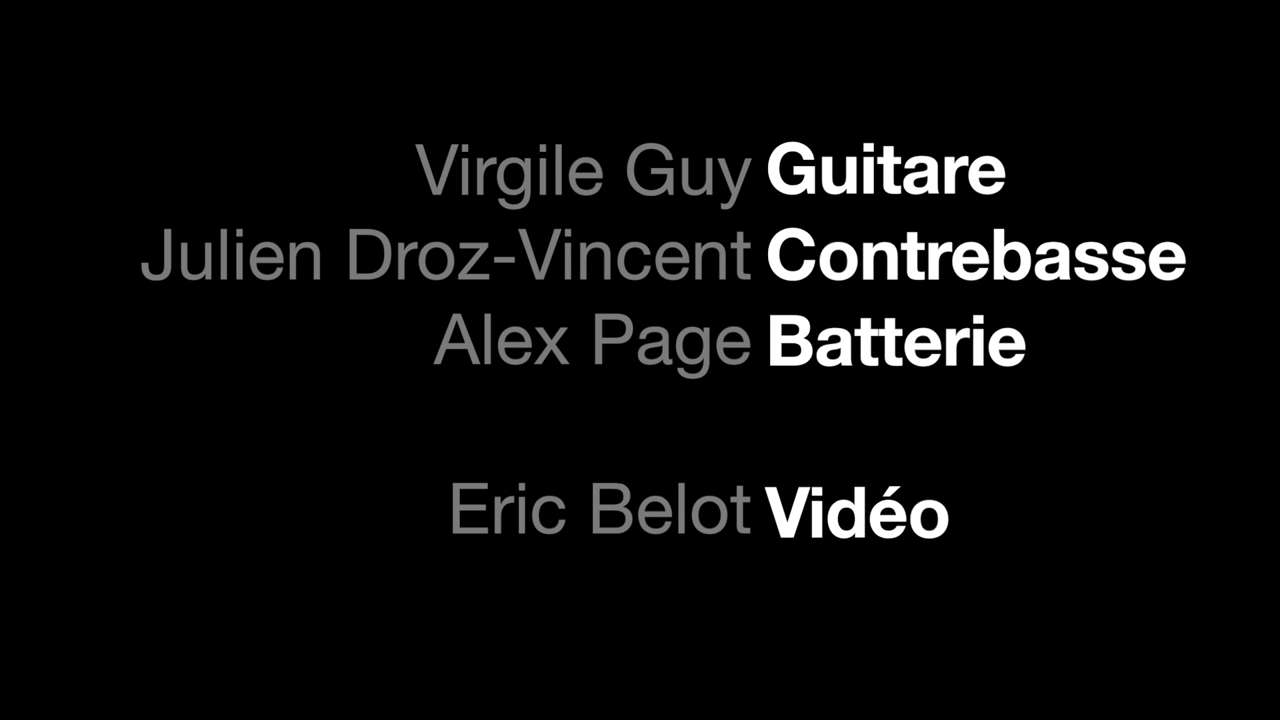 Virgile Guy Guitare
Julien Droz-Vincent Contrebasse
Alex Page Batterie
Eric Belot Vidéo